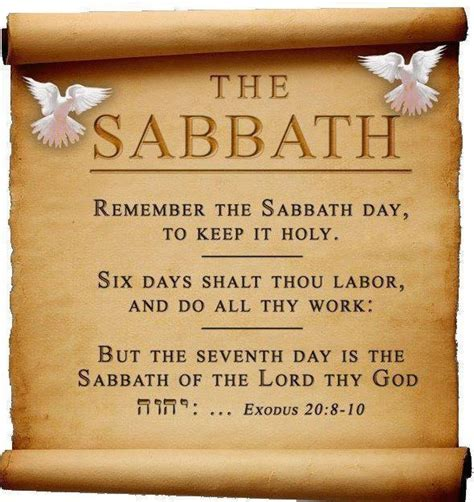 THE
SABBATH
Remember the Sabbath day,
to keep it holy.
Six days shalt thou labor,
and do all thy work:
But the seventh day is the
Sabbath of the Lord thy God
יהוה: ... Exodus 20:8-10